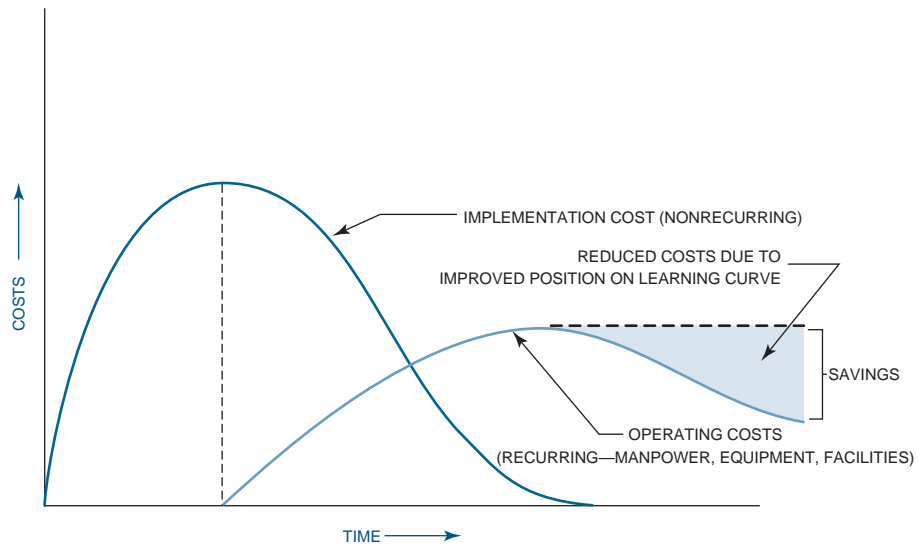 COSTS
IMPLEMENTATION COST (NONRECURRING)
REDUCED COSTS DUE TO
IMPROVED POSITION ON LEARNING CURVE
SAVINGS
OPERATING COSTS
(RECURRING—MANPOWER, EQUIPMENT, FACILITIES)
TIME